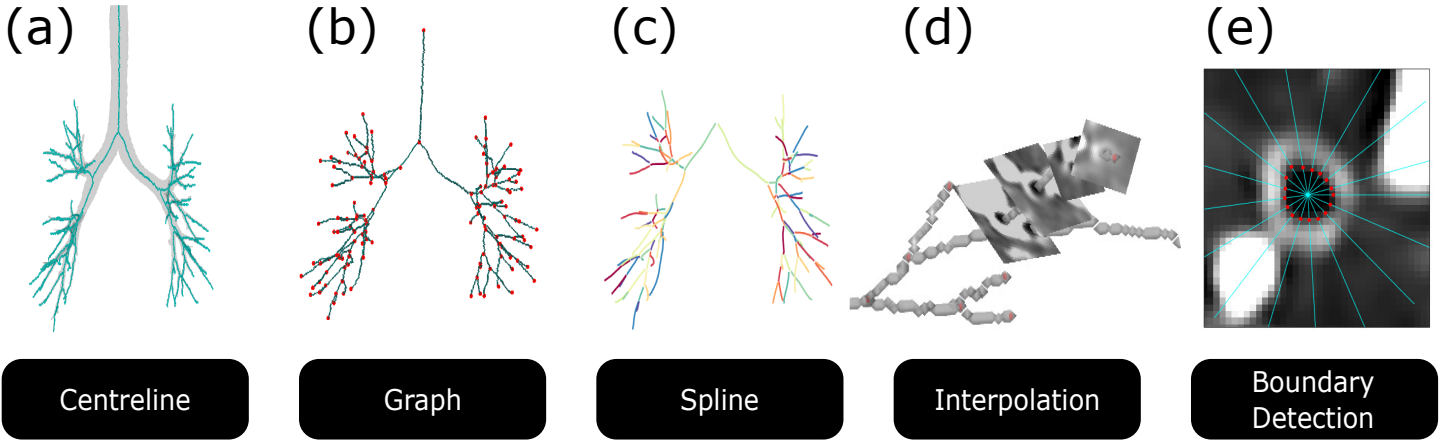 (a)
(b)
(c)
(d)
(e)
Centreline
Graph
Spline
Interpolation
Boundary
Detection